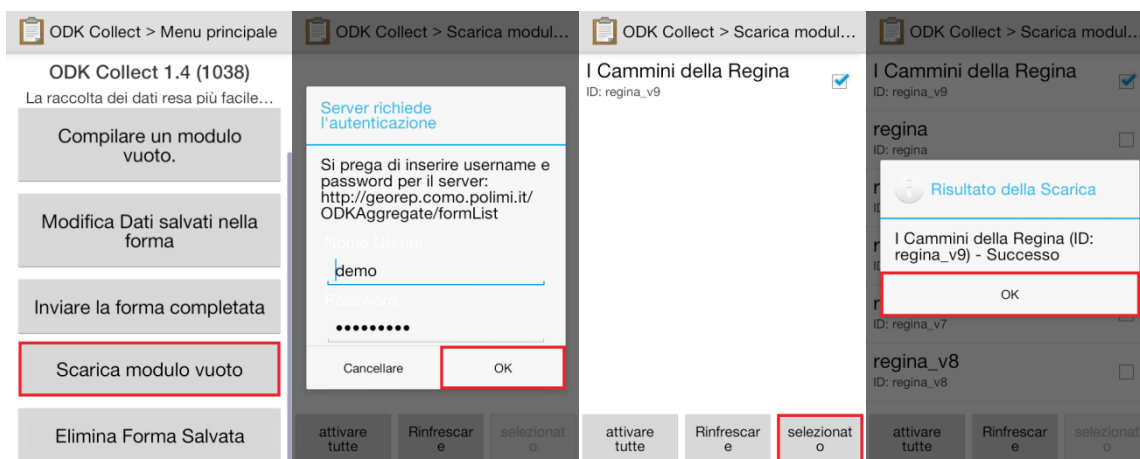 ODK Collect > Menu principale
ODK Collect 1.4 (1038)
La raccolta dei dati resa più facile…
Compilare un modulo
vuoto.
Modifica Dati salvati nella
forma
Inviare la forma completata
Scarica modulo vuoto
Elimina Forma Salvata
ODK Collect > Scarica modul…
Server richiede
l'autenticazione
Si prega di inserire username e
password per il server:
http://georep.como.polimi.it/
ODKAggregate/formList
Nome Utente
demo
Password
•••••••••
Cancellare
OK
attivare
tutte
Rinfrescar
e
selezionat
o
ODK Collect > Scarica modul…
I Cammini della Regina
ID: regina_v9
attivare
tutte
Rinfrescar
e
selezionat
o
ODK Collect > Scarica modul…
I Cammini della Regina
ID: regina_v9
regina
ID: regina
Risultato della Scarica
I Cammini della Regina (ID:
regina_v9) - Successo
OK
ID: regina_v7
regina_v8
ID: regina_v8
attivare
tutte
Rinfrescar
e
selezionat
o